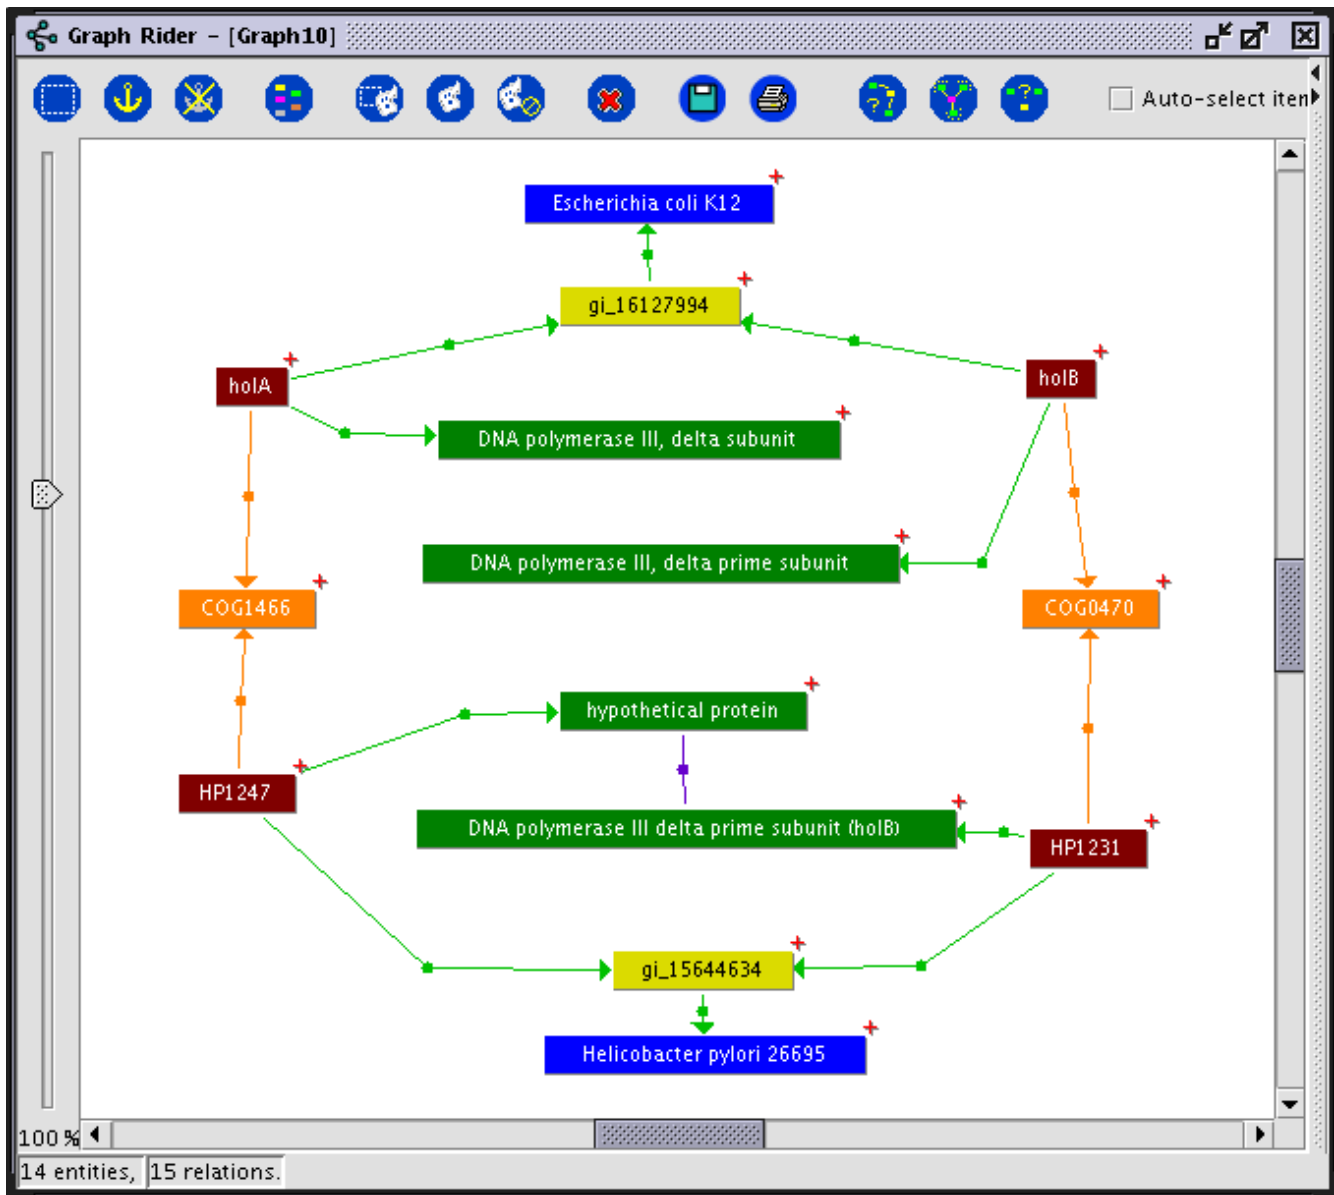 Graph Rider - [Graph10]
Auto-select iten
Escherichia coli K12
gi_16127994
holA
holB
DNA polymerase III, delta subunit
DNA polymerase III, delta prime subunit
COG1466
COG0470
hypothetical protein
HP1247
DNA polymerase III delta prime subunit (holB)
HP1231
gi_15644634
Helicobacter pylori 26695
100 %
14 entities, 15 relations.